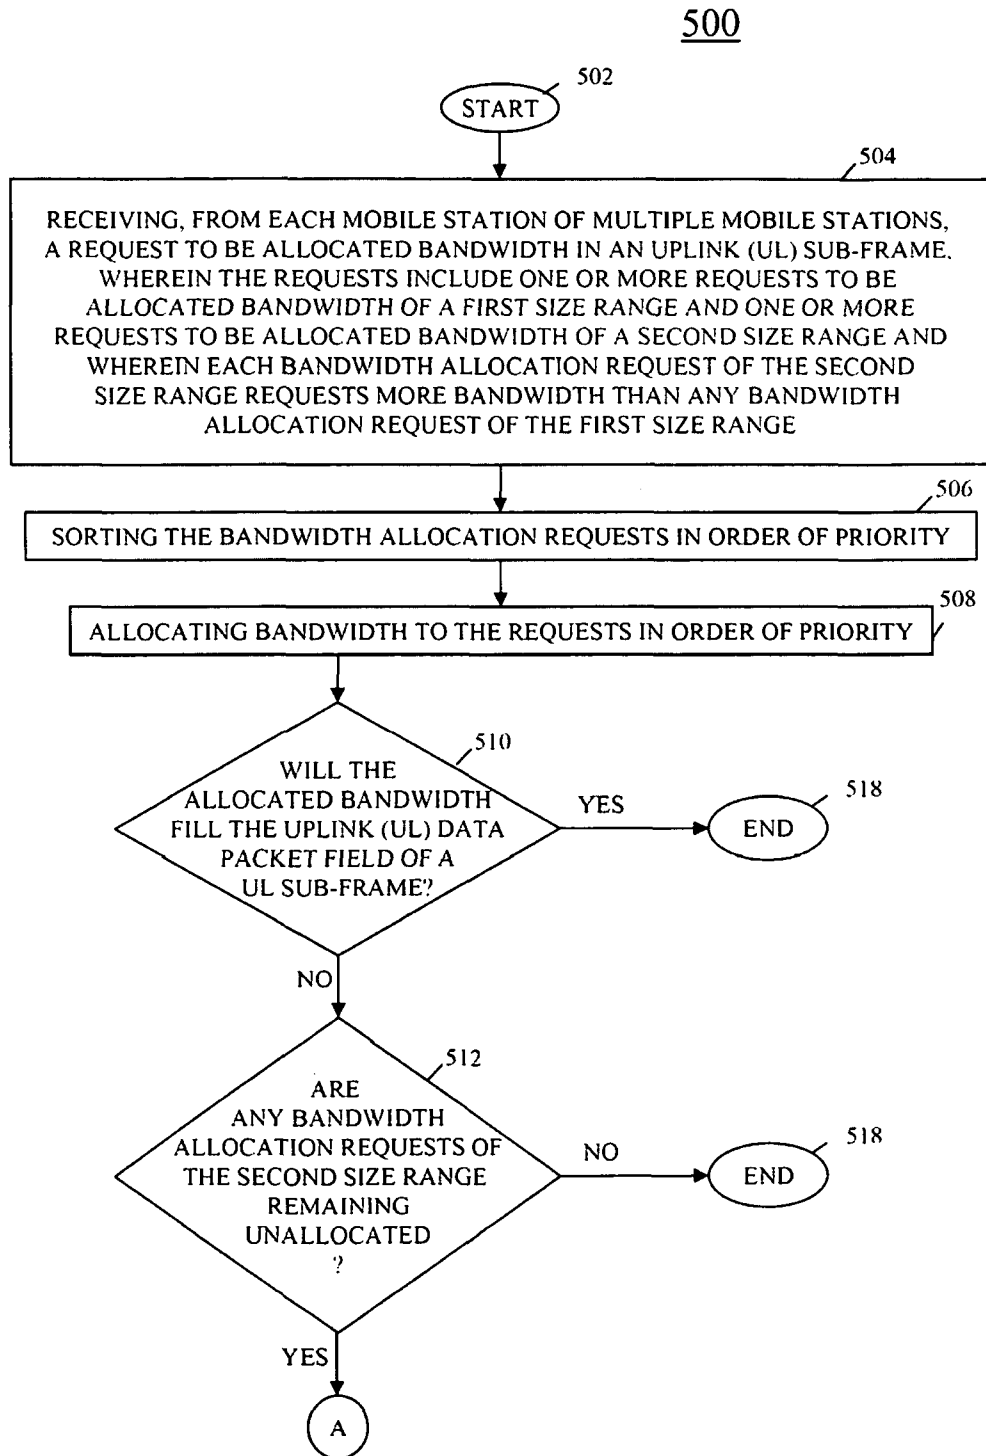 500
502
START
504
RECEIVING, FROM EACH MOBILE STATION OF MULTIPLE MOBILE STATIONS,
A REQUEST TO BE ALLOCATED BANDWIDTH IN AN UPLINK (UL) SUB-FRAME.
WHEREIN THE REQUESTS INCLUDE ONE OR MORE REQUESTS TO BE
ALLOCATED BANDWIDTH OF A FIRST SIZE RANGE AND ONE OR MORE
REQUESTS TO BE ALLOCATED BANDWIDTH OF A SECOND SIZE RANGE AND
WHEREIN EACH BANDWIDTH ALLOCATION REQUEST OF THE SECOND
SIZE RANGE REQUESTS MORE BANDWIDTH THAN ANY BANDWIDTH
ALLOCATION REQUEST OF THE FIRST SIZE RANGE
506
SORTING THE BANDWIDTH ALLOCATION REQUESTS IN ORDER OF PRIORITY
508
ALLOCATING BANDWIDTH TO THE REQUESTS IN ORDER OF PRIORITY
510
WILL THE
ALLOCATED BANDWIDTH
FILL THE UPLINK (UL) DATA
PACKET FIELD OF A
UL SUB-FRAME?
YES
518
END
NO
512
ARE
ANY BANDWIDTH
ALLOCATION REQUESTS OF
THE SECOND SIZE RANGE
REMAINING
UNALLOCATED
?
NO
518
END
YES
A